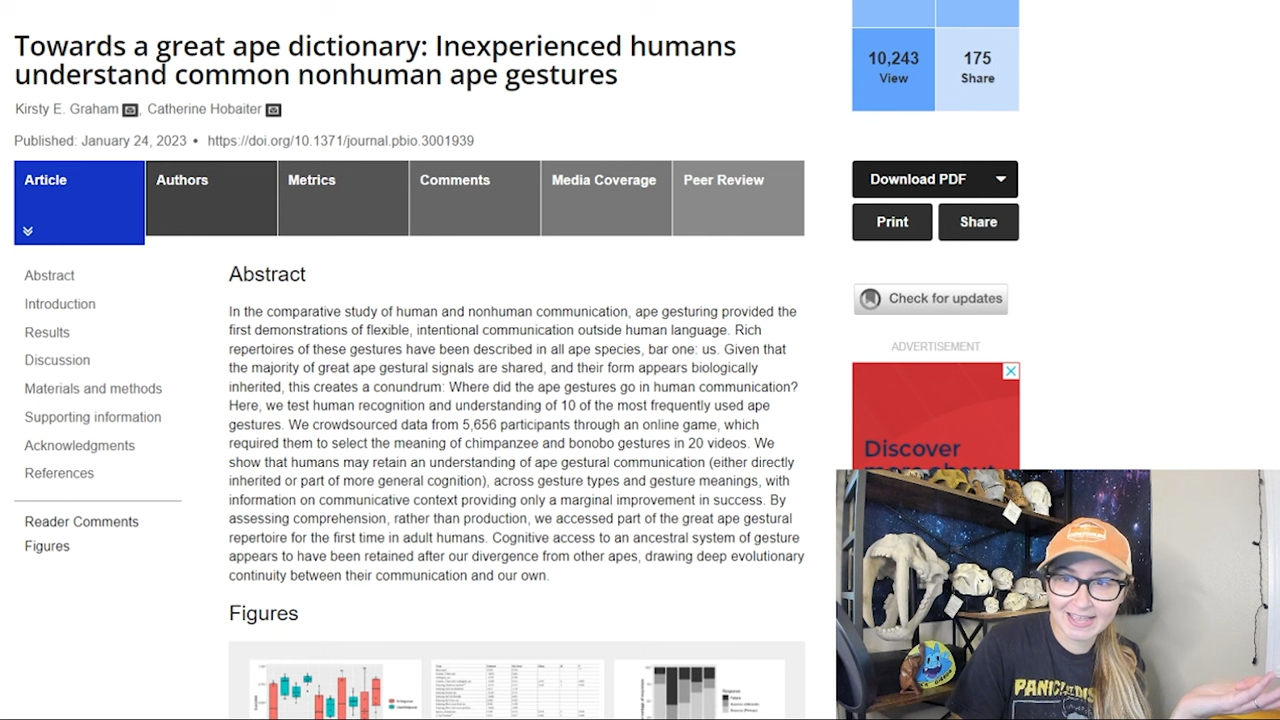 Towards a great ape dictionary: Inexperienced humans
understand common nonhuman ape gestures
Kirsty E. Graham, Catherine Hobaiter
Published: January 24, 2023 • https://doi.org/10.1371/journal.pbio.3001939
10,243
View
175
Share
Article
Authors
Metrics
Comments
Media Coverage
Peer Review
Download PDF
Print
Share
Check for updates
ADVERTISEMENT
Discover
Abstract
Introduction
Results
Discussion
Materials and methods
Supporting information
Acknowledgments
References
Reader Comments
Figures
Abstract
In the comparative study of human and nonhuman communication, ape gesturing provided the
first demonstrations of flexible, intentional communication outside human language. Rich
repertoires of these gestures have been described in all ape species, bar one: us. Given that
the majority of great ape gestural signals are shared, and their form appears biologically
inherited, this creates a conundrum: Where did the ape gestures go in human communication?
Here, we test human recognition and understanding of 10 of the most frequently used ape
gestures. We crowdsourced data from 5,656 participants through an online game, which
required them to select the meaning of chimpanzee and bonobo gestures in 20 videos. We
show that humans may retain an understanding of ape gestural communication (either directly
inherited or part of more general cognition), across gesture types and gesture meanings, with
information on communicative context providing only a marginal improvement in success. By
assessing comprehension, rather than production, we accessed part of the great ape gestural
repertoire for the first time in adult humans. Cognitive access to an ancestral system of gesture
appears to have been retained after our divergence from other apes, drawing deep evolutionary
continuity between their communication and our own.
Figures